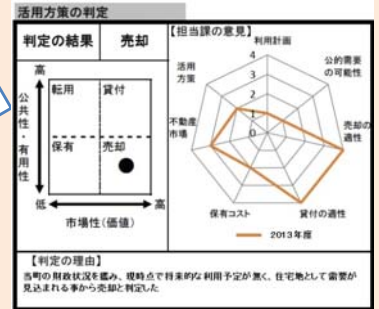 活用方策の判定
判定の結果 売却
【担当課の意見】
利用計画
公的需要
の可能性
売却の
適性
貸付の適性
保有コスト
不動産
市場
活用
方策
4
3
2
1
0
2013年度
高
公共性・有用性
転用 貸付
保有 売却
低 高
市場性(価値)
【判定の理由】
当町の財政状況を鑑み、現時点で将来的な利用予定が無く、住宅地として需要が
見込まれる事から売却と判定した